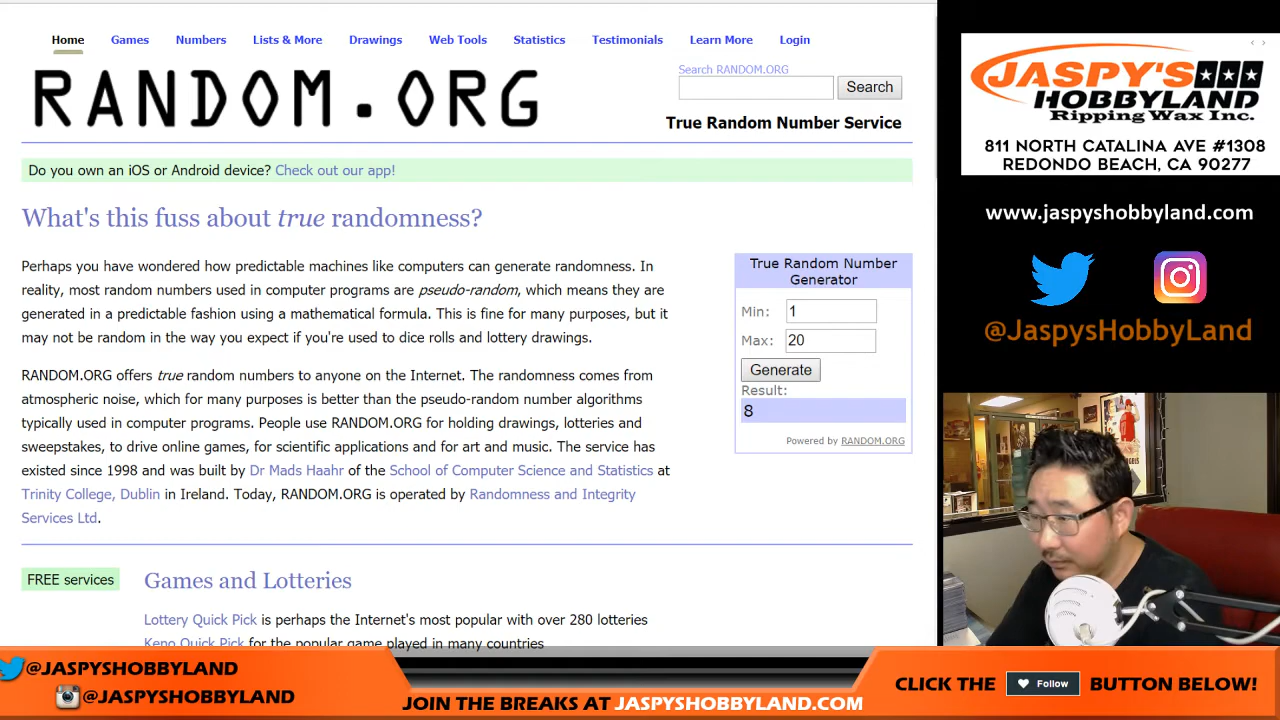 Home Games Numbers Lists & More Drawings Web Tools Statistics Testimonials Learn More Login
RANDOM.ORG
Search RANDOM.ORG
Search
True Random Number Service
Do you own an iOS or Android device? Check out our app!
What's this fuss about true randomness?
Perhaps you have wondered how predictable machines like computers can generate randomness. In
reality, most random numbers used in computer programs are pseudo-random, which means they are
generated in a predictable fashion using a mathematical formula. This is fine for many purposes, but it
may not be random in the way you expect if you're used to dice rolls and lottery drawings.
RANDOM.ORG offers true random numbers to anyone on the Internet. The randomness comes from
atmospheric noise, which for many purposes is better than the pseudo-random number algorithms
typically used in computer programs. People use RANDOM.ORG for holding drawings, lotteries and
sweepstakes, to drive online games, for scientific applications and for art and music. The service has
existed since 1998 and was built by Dr Mads Haahr of the School of Computer Science and Statistics at
Trinity College, Dublin in Ireland. Today, RANDOM.ORG is operated by Randomness and Integrity
Services Ltd.
True Random Number
Generator
Min: 1
Max: 20
Generate
Result:
8
Powered by RANDOM.ORG
FREE services
Games and Lotteries
Lottery Quick Pick is perhaps the Internet's most popular with over 280 lotteries
Keno Quick Pick for the popular game played in many countries
JASPY'S
HOBBYLAND
Ripping Wax Inc.
811 NORTH CATALINA AVE #1308
REDONDO BEACH, CA 90277
www.jaspyshobbyland.com
@JaspysHobbyLand
@JASPYSHOBBYLAND
@JASPYSHOBBYLAND
JOIN THE BREAKS AT JASPYSHOBBYLAND.COM
CLICK THE Follow BUTTON BELOW!